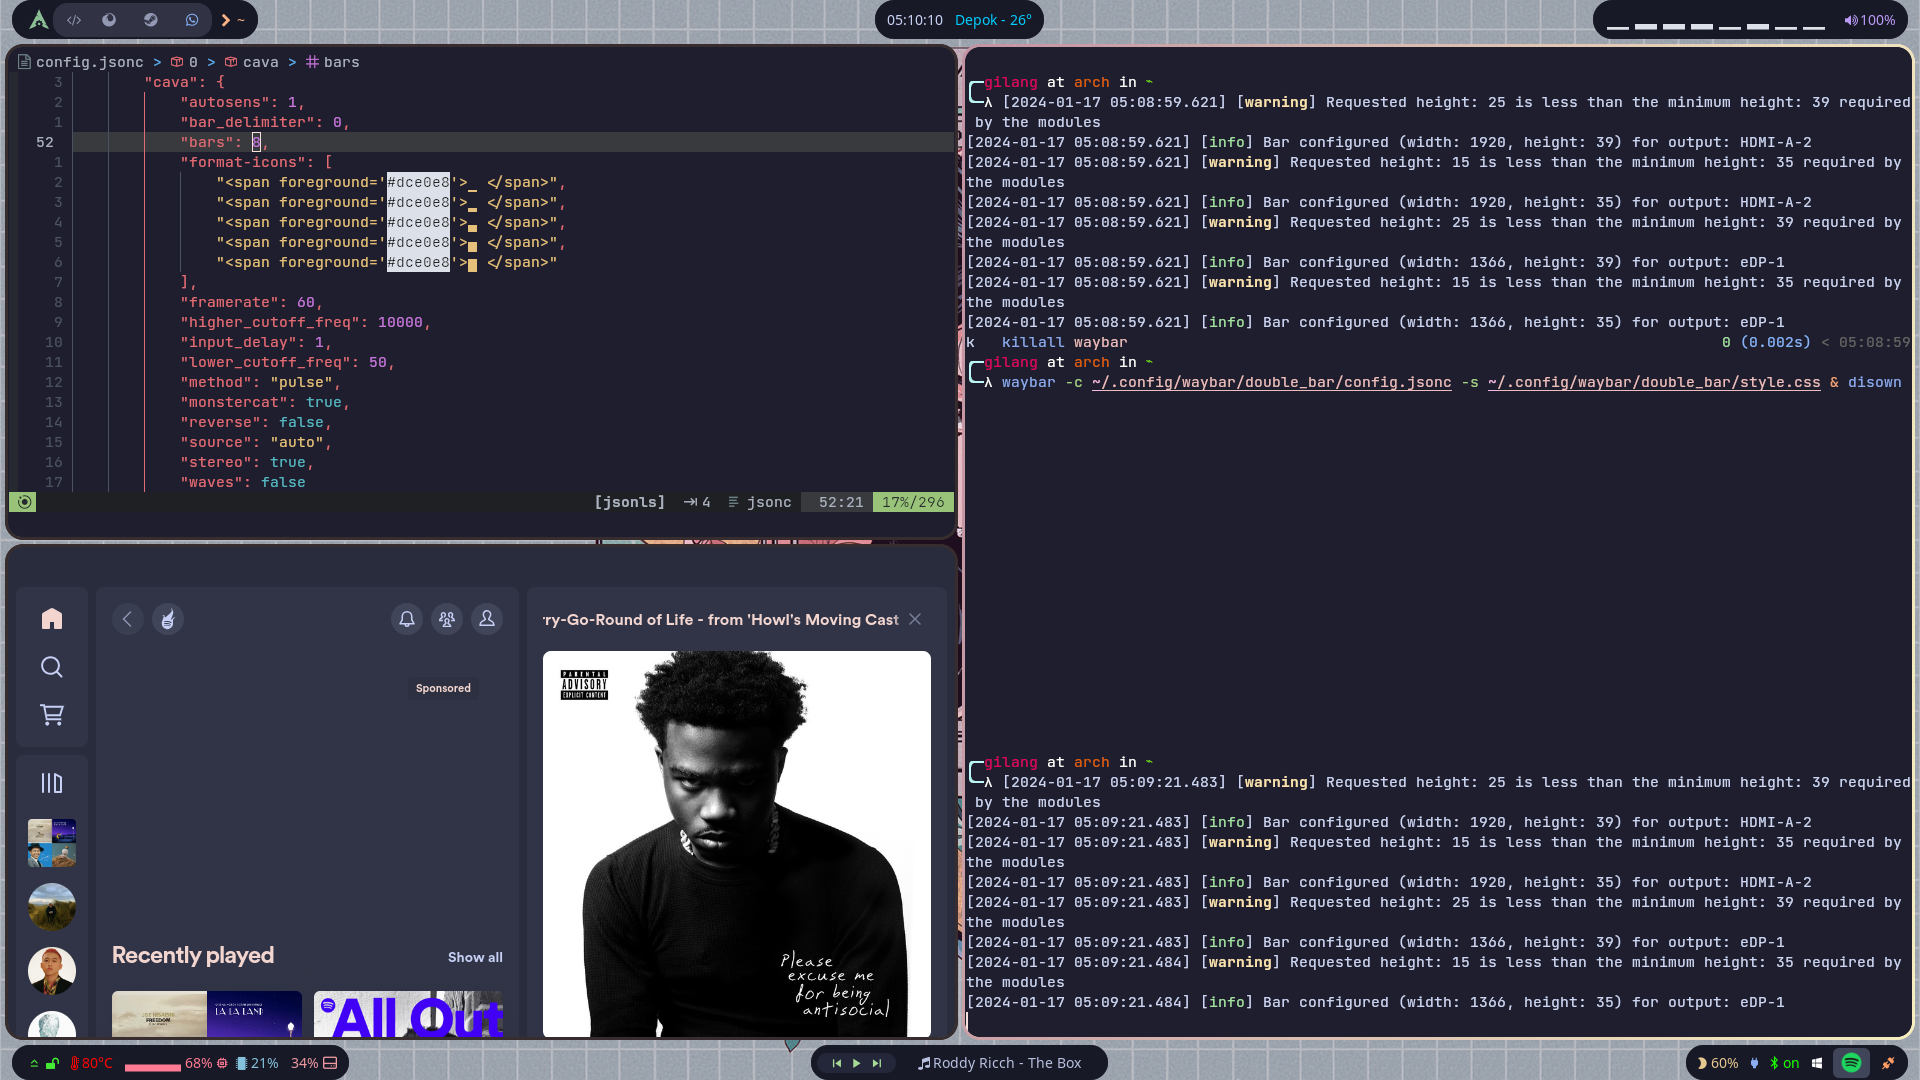 ~
05:10:10 Depok - 26°
100%
config.jsonc > 0 > cava > bars
3 "cava": {
2 "autosens": 1,
1 "bar_delimiter": 0,
52 "bars": 8,
1 "format-icons": [
2 "<span foreground='#dce0e8'>▁ </span>",
3 "<span foreground='#dce0e8'>▂ </span>",
4 "<span foreground='#dce0e8'>▄ </span>",
5 "<span foreground='#dce0e8'>▅ </span>",
6 "<span foreground='#dce0e8'>▆ </span>"
7 ],
8 "framerate": 60,
9 "higher_cutoff_freq": 10000,
10 "input_delay": 1,
11 "lower_cutoff_freq": 50,
12 "method": "pulse",
13 "monstercat": true,
14 "reverse": false,
15 "source": "auto",
16 "stereo": true,
17 "waves": false
[jsonls] 4 jsonc 52:21 17%/296
gilang at arch in ~
λ [2024-01-17 05:08:59.621] [warning] Requested height: 25 is less than the minimum height: 39 required
by the modules
[2024-01-17 05:08:59.621] [info] Bar configured (width: 1920, height: 39) for output: HDMI-A-2
[2024-01-17 05:08:59.621] [warning] Requested height: 15 is less than the minimum height: 35 required by
the modules
[2024-01-17 05:08:59.621] [info] Bar configured (width: 1920, height: 35) for output: HDMI-A-2
[2024-01-17 05:08:59.621] [warning] Requested height: 25 is less than the minimum height: 39 required by
the modules
[2024-01-17 05:08:59.621] [info] Bar configured (width: 1366, height: 39) for output: eDP-1
[2024-01-17 05:08:59.621] [warning] Requested height: 15 is less than the minimum height: 35 required by
the modules
[2024-01-17 05:08:59.621] [info] Bar configured (width: 1366, height: 35) for output: eDP-1
k killall waybar 0 (0.002s) < 05:08:59
gilang at arch in ~
λ waybar -c ~/.config/waybar/double_bar/config.jsonc -s ~/.config/waybar/double_bar/style.css & disown
gilang at arch in ~
λ [2024-01-17 05:09:21.483] [warning] Requested height: 25 is less than the minimum height: 39 required
by the modules
[2024-01-17 05:09:21.483] [info] Bar configured (width: 1920, height: 39) for output: HDMI-A-2
[2024-01-17 05:09:21.483] [warning] Requested height: 15 is less than the minimum height: 35 required by
the modules
[2024-01-17 05:09:21.483] [info] Bar configured (width: 1920, height: 35) for output: HDMI-A-2
[2024-01-17 05:09:21.483] [warning] Requested height: 25 is less than the minimum height: 39 required by
the modules
[2024-01-17 05:09:21.483] [info] Bar configured (width: 1366, height: 39) for output: eDP-1
[2024-01-17 05:09:21.484] [warning] Requested height: 15 is less than the minimum height: 35 required by
the modules
[2024-01-17 05:09:21.484] [info] Bar configured (width: 1366, height: 35) for output: eDP-1
ry-Go-Round of Life - from 'Howl's Moving Cast
Sponsored
PARENTAL
ADVISORY
EXPLICIT CONTENT
Please
excuse me
for being
antisocial
Recently played
Show all
FREEDOM
LA LA LAND
All Out
80°C 68% 21% 34%
Roddy Ricch - The Box
60% on